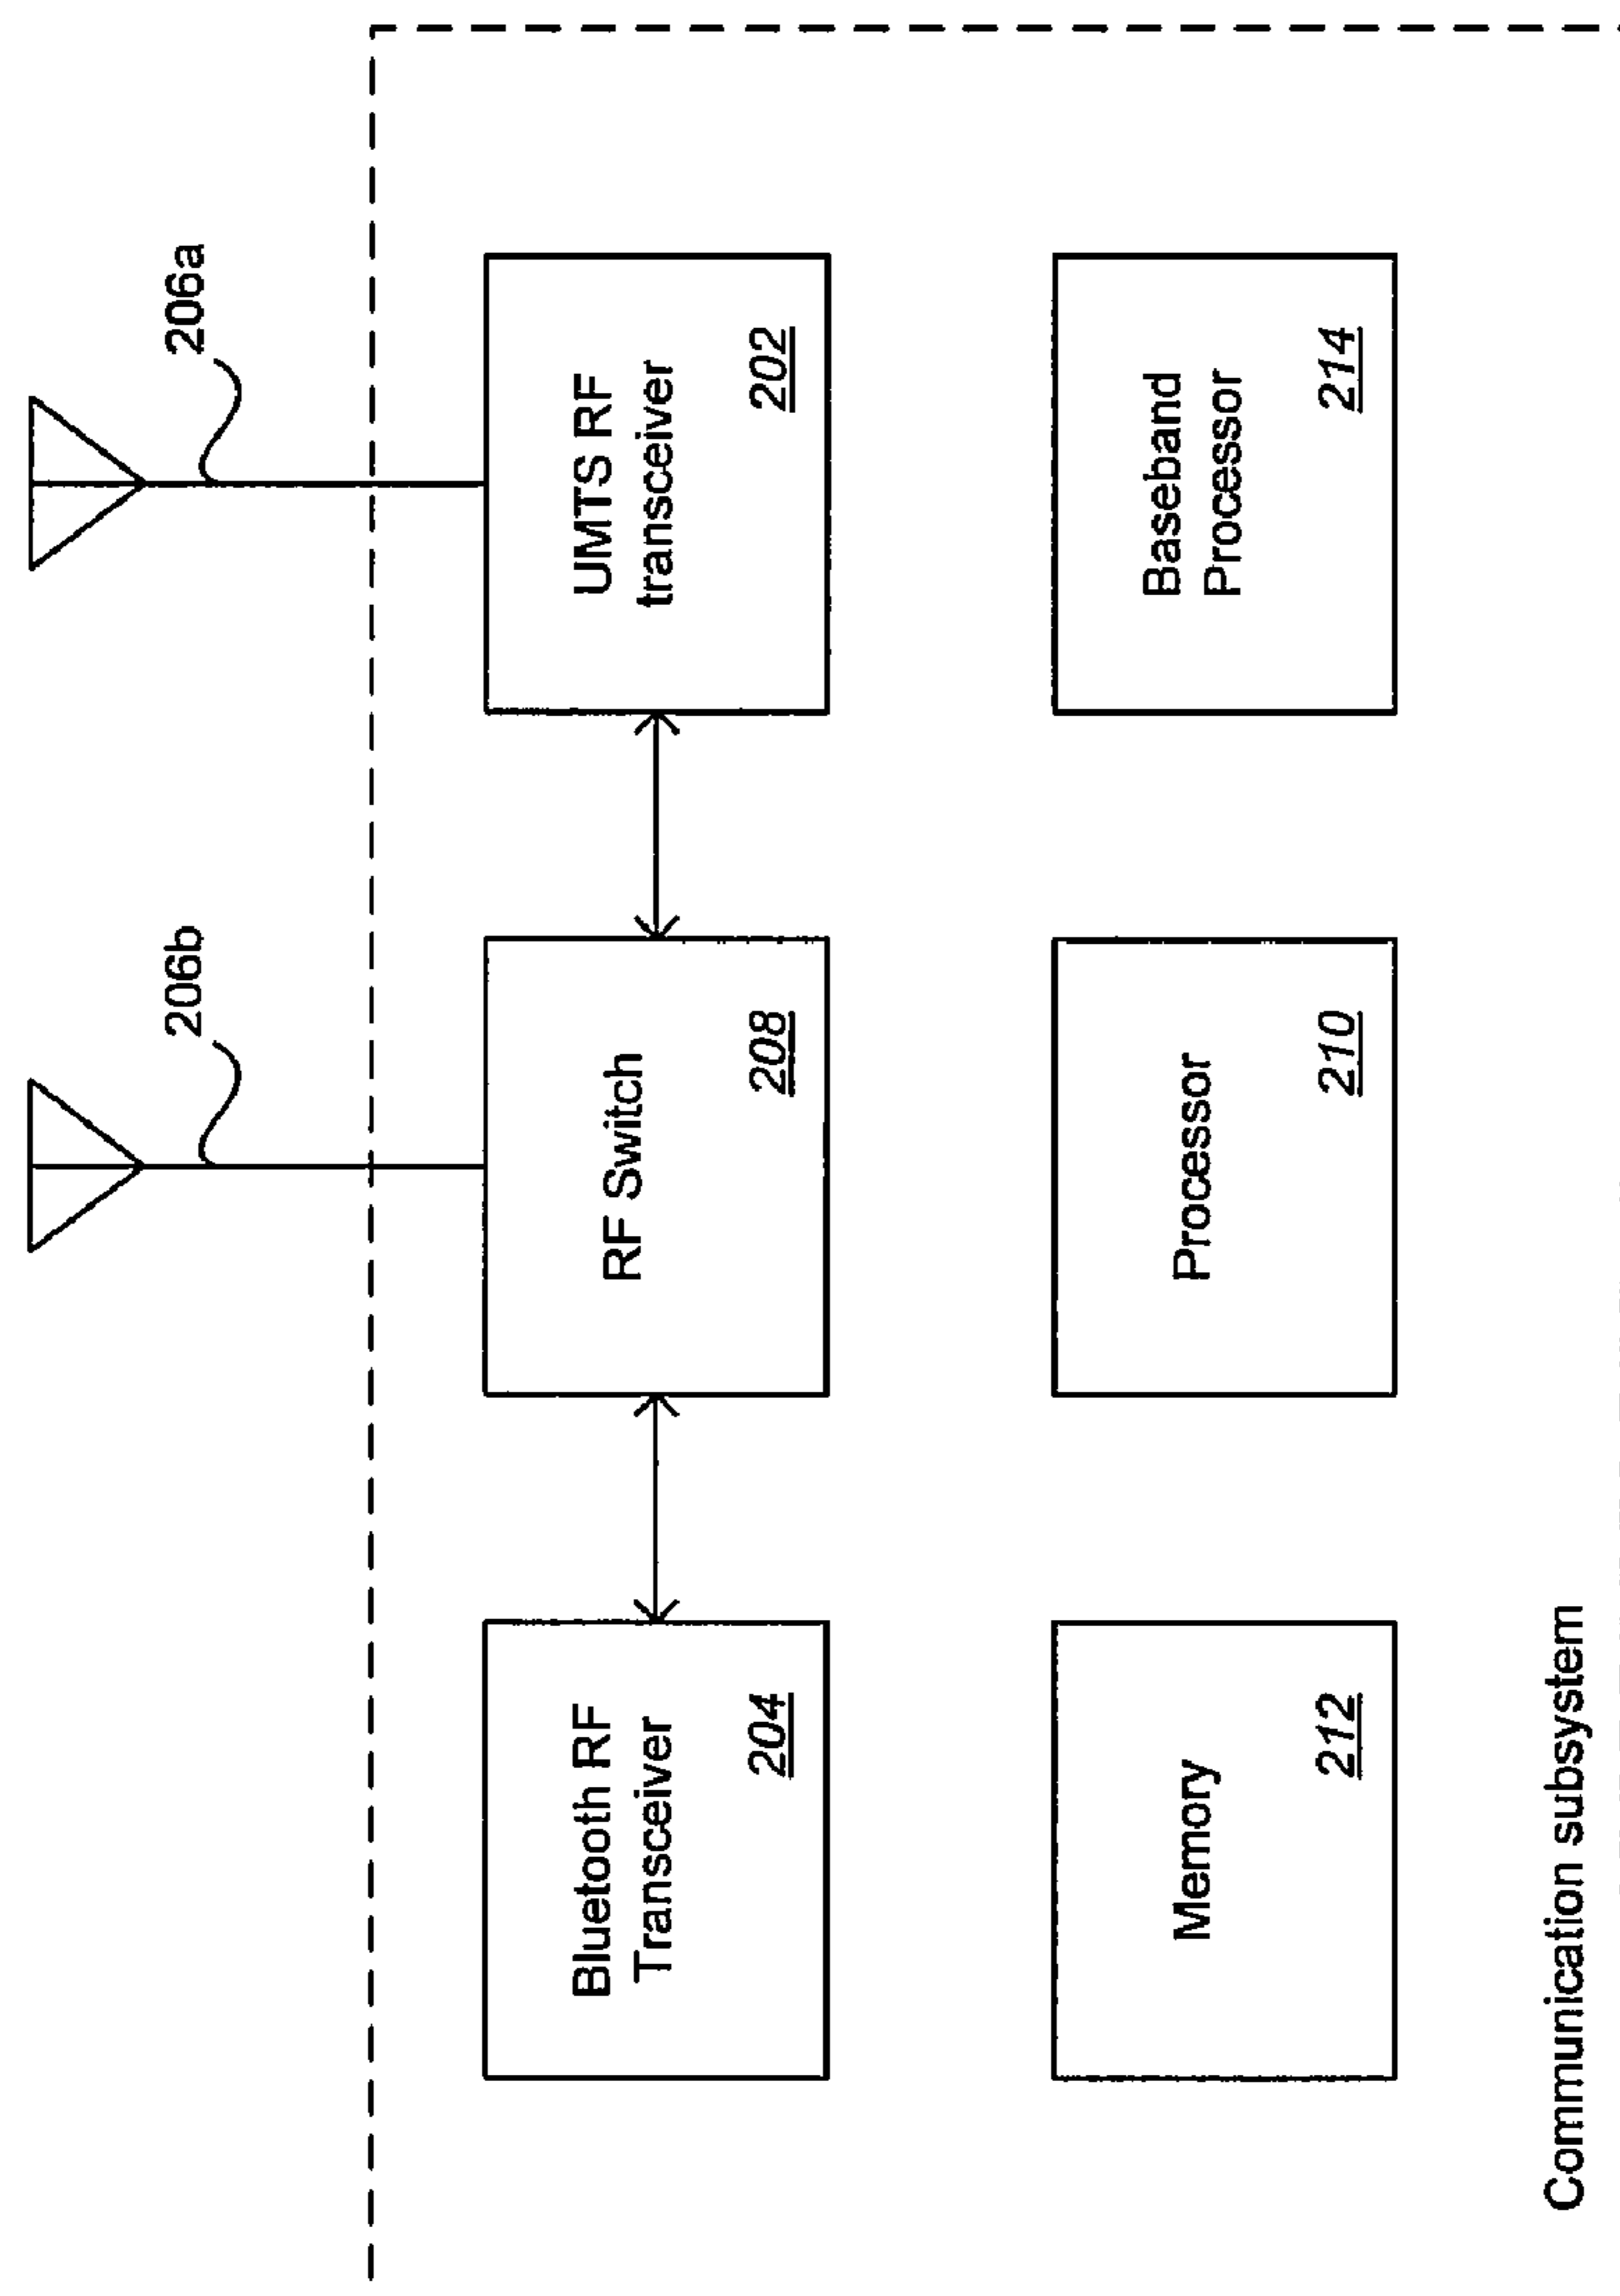 206b
206a
Bluetooth RF
Transceiver
204
RF Switch
208
UMTS RF
transceiver
202
Memory
212
Processor
210
Baseband
Processor
214
Communication subsystem